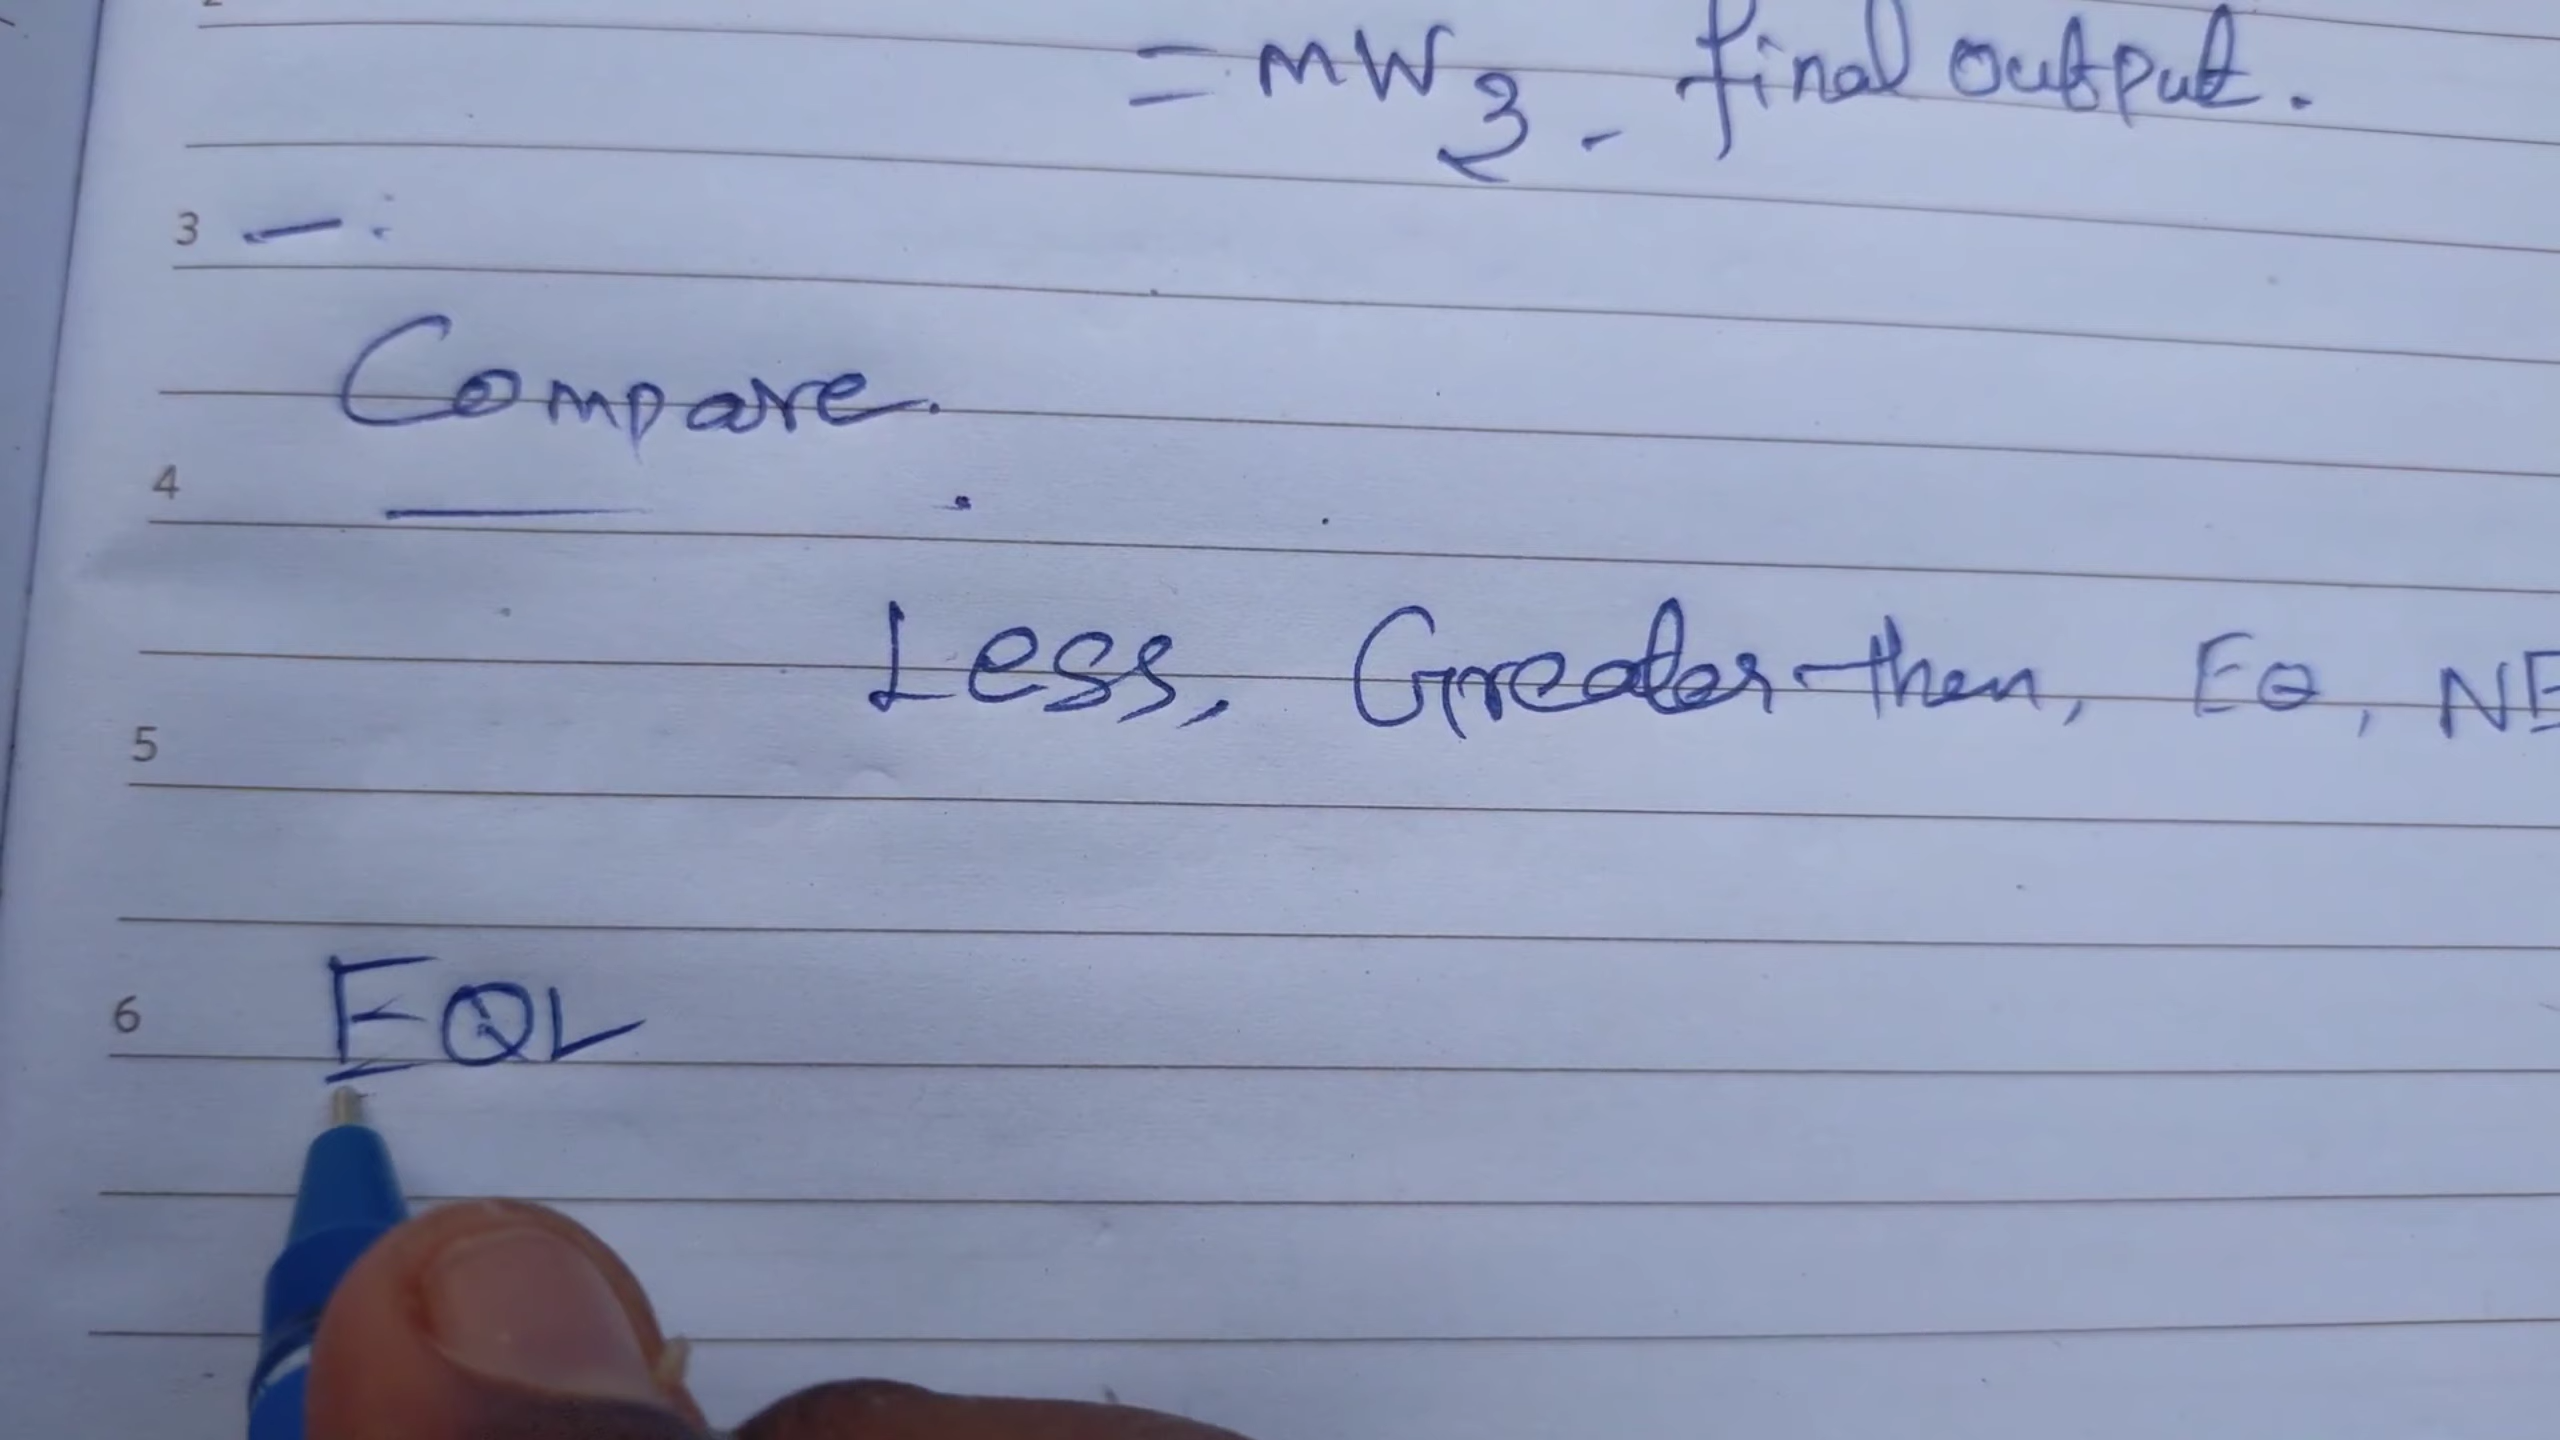 = MW3 - final output.
3 - :
Compare.
4
Less, Greater then, EQ, NE
5
6 EQL